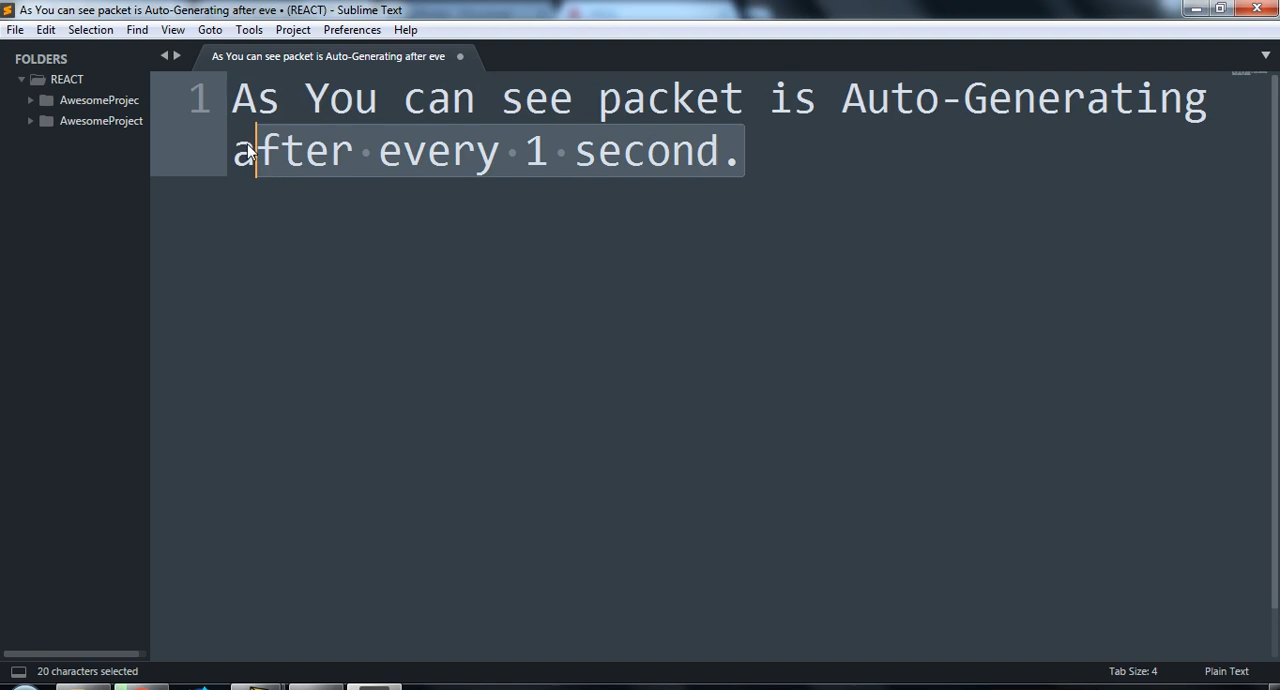 As You can see packet is Auto-Generating after eve • (REACT) - Sublime Text
File Edit Selection Find View Goto Tools Project Preferences Help
FOLDERS
REACT
AwesomeProjec
AwesomeProject
As You can see packet is Auto-Generating after eve
1 As You can see packet is Auto-Generating
after every 1 second.
20 characters selected
Tab Size: 4
Plain Text